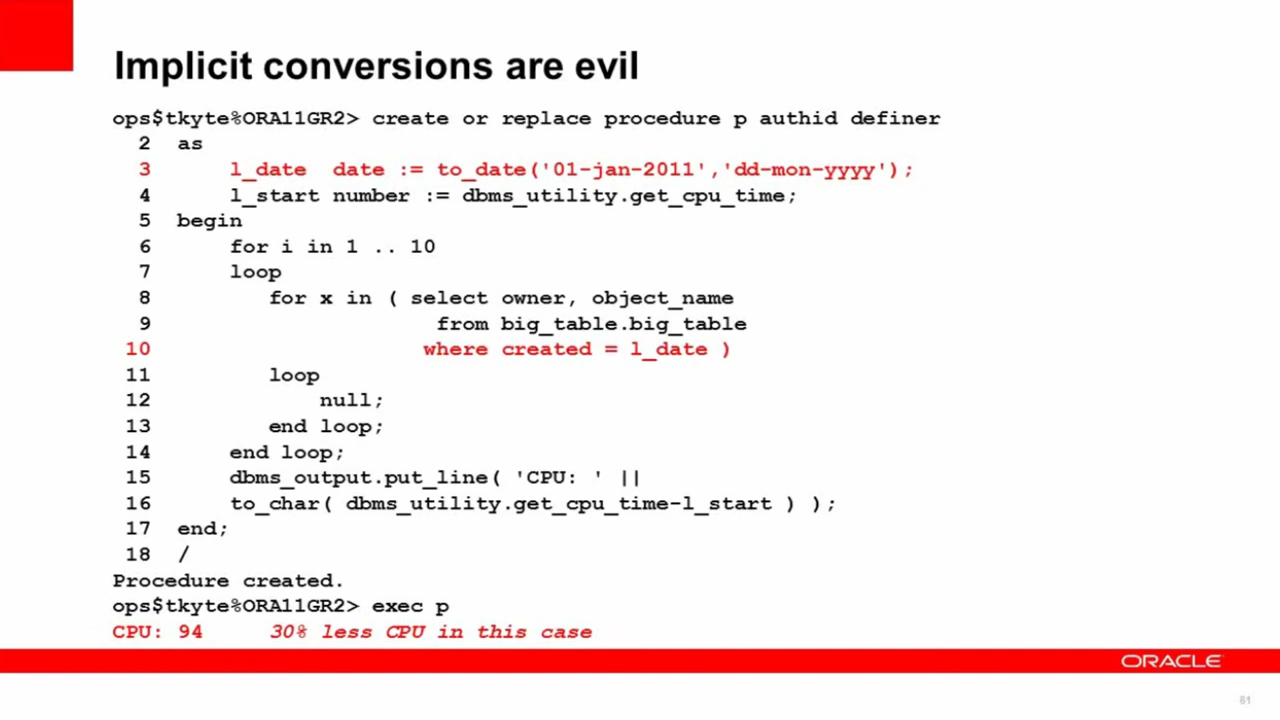 Implicit conversions are evil
ops$tkyte%ORA11GR2> create or replace procedure p authid definer
2 as
3 l_date date := to_date('01-jan-2011','dd-mon-yyyy');
4 l_start number := dbms_utility.get_cpu_time;
5 begin
6 for i in 1 .. 10
7 loop
8 for x in ( select owner, object_name
9 from big_table.big_table
10 where created = l_date )
11 loop
12 null;
13 end loop;
14 end loop;
15 dbms_output.put_line( 'CPU: ' ||
16 to_char( dbms_utility.get_cpu_time-l_start ) );
17 end;
18 /
Procedure created.
ops$tkyte%ORA11GR2> exec p
CPU: 94 30% less CPU in this case
ORACLE
81